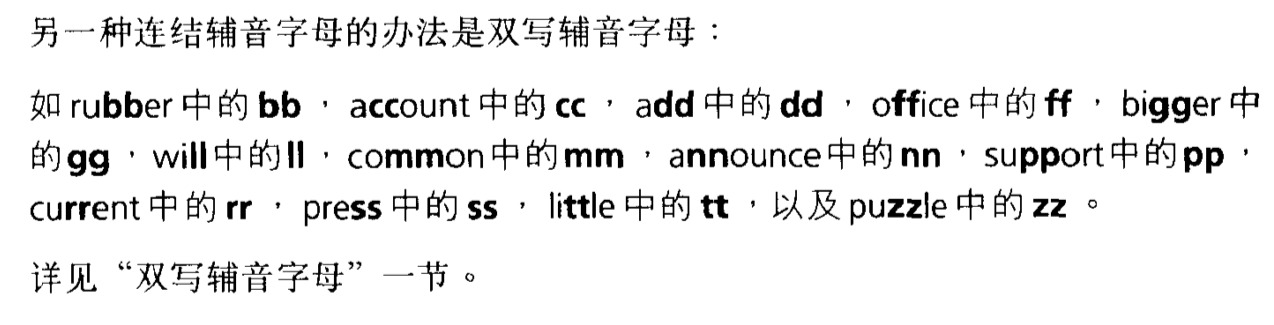 另一种连结辅音字母的办法是双写辅音字母：
如 rubber 中的 bb ，account 中的 cc ，add 中的 dd ，office 中的 ff ，bigger 中
的 gg ，will 中的 ll ，common 中的 mm ，announce 中的 nn ，support 中的 pp ，
current 中的 rr ，press 中的 ss ，little 中的 tt ，以及 puzzle 中的 zz 。
详见“双写辅音字母”一节。